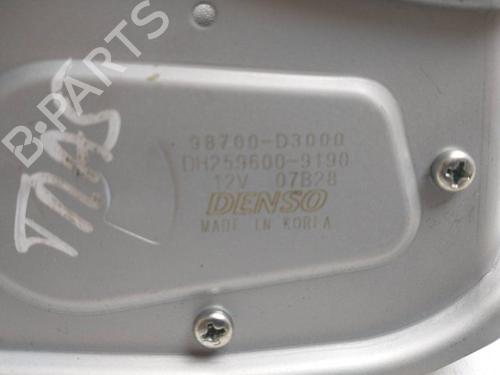 B-PARTS
98700-D3000
DH259600-9190
12V 07B28
DENSO
MADE IN KOREA